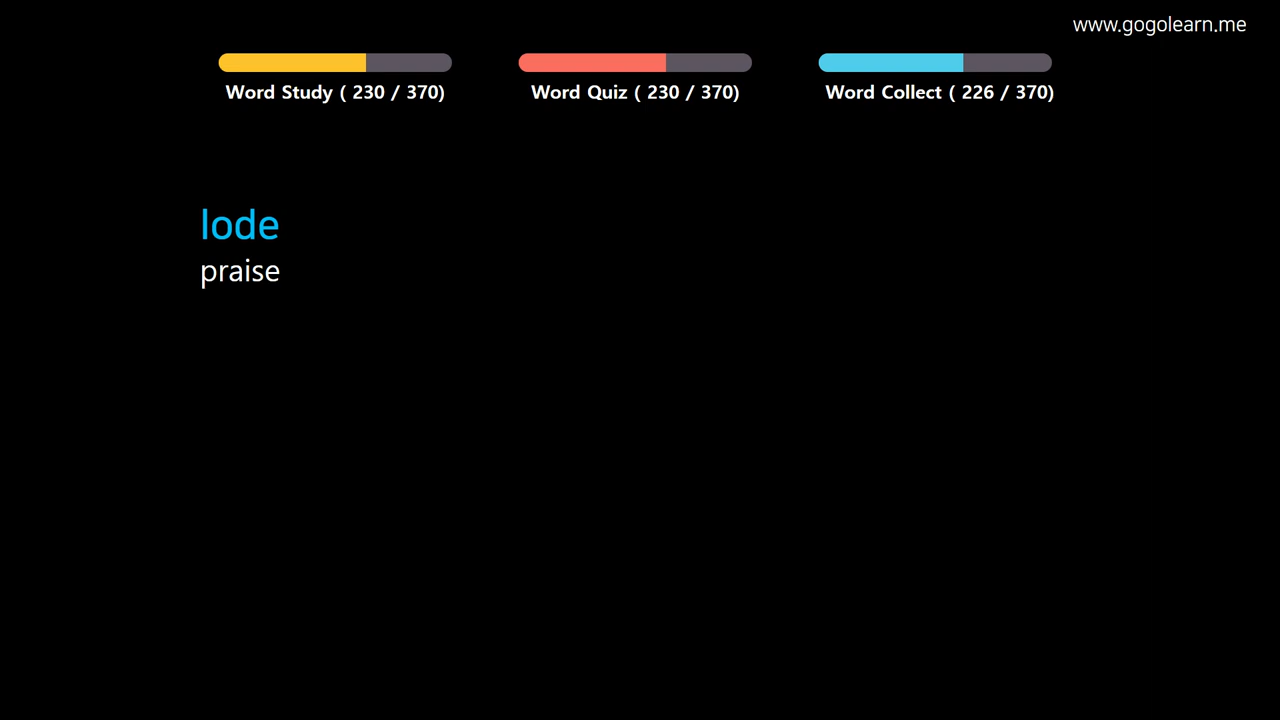 www.gogolearn.me
Word Study ( 230 / 370)
Word Quiz ( 230 / 370)
Word Collect ( 226 / 370)
lode
praise